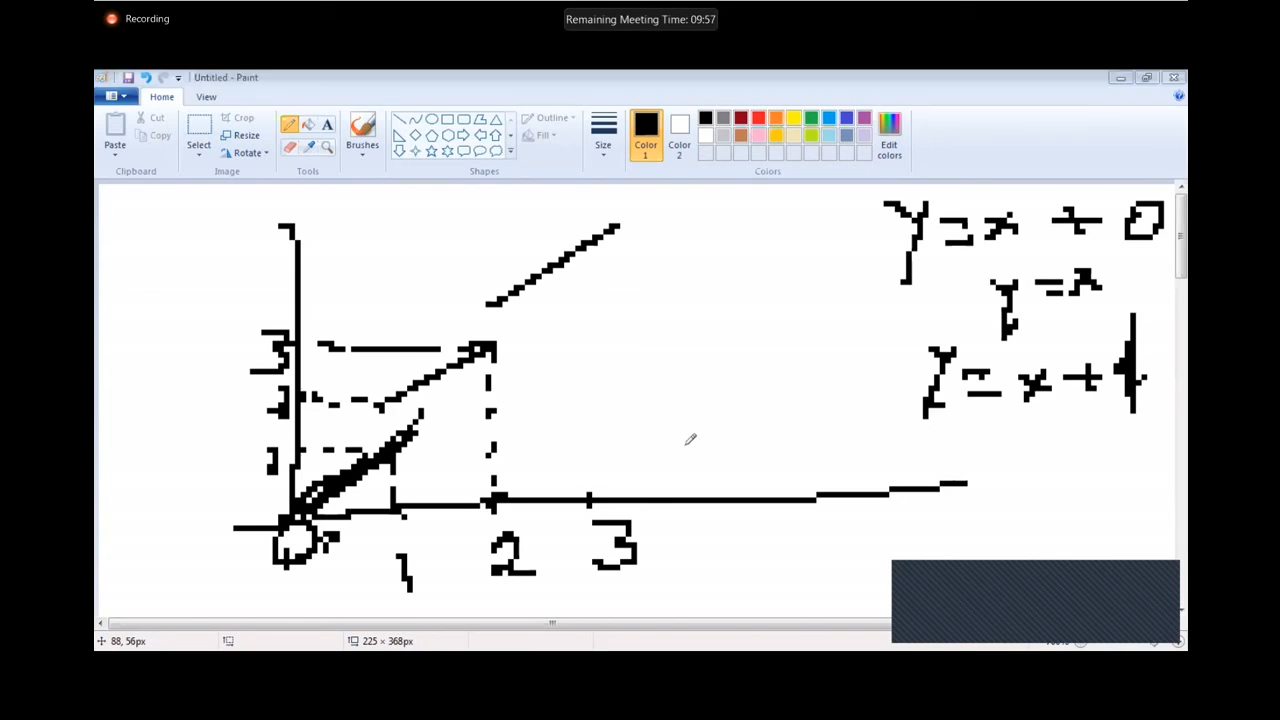 Recording
Remaining Meeting Time: 09:57
Untitled - Paint
Home View
Paste Cut Copy Select Crop Resize Rotate A Brushes Outline Fill Size Color 1 Color 2 Edit colors
Clipboard Image Tools Shapes Colors
y=x + 0
y=x
y=x+1
3
2
1
0
1 2 3
88, 56px 225 × 368px